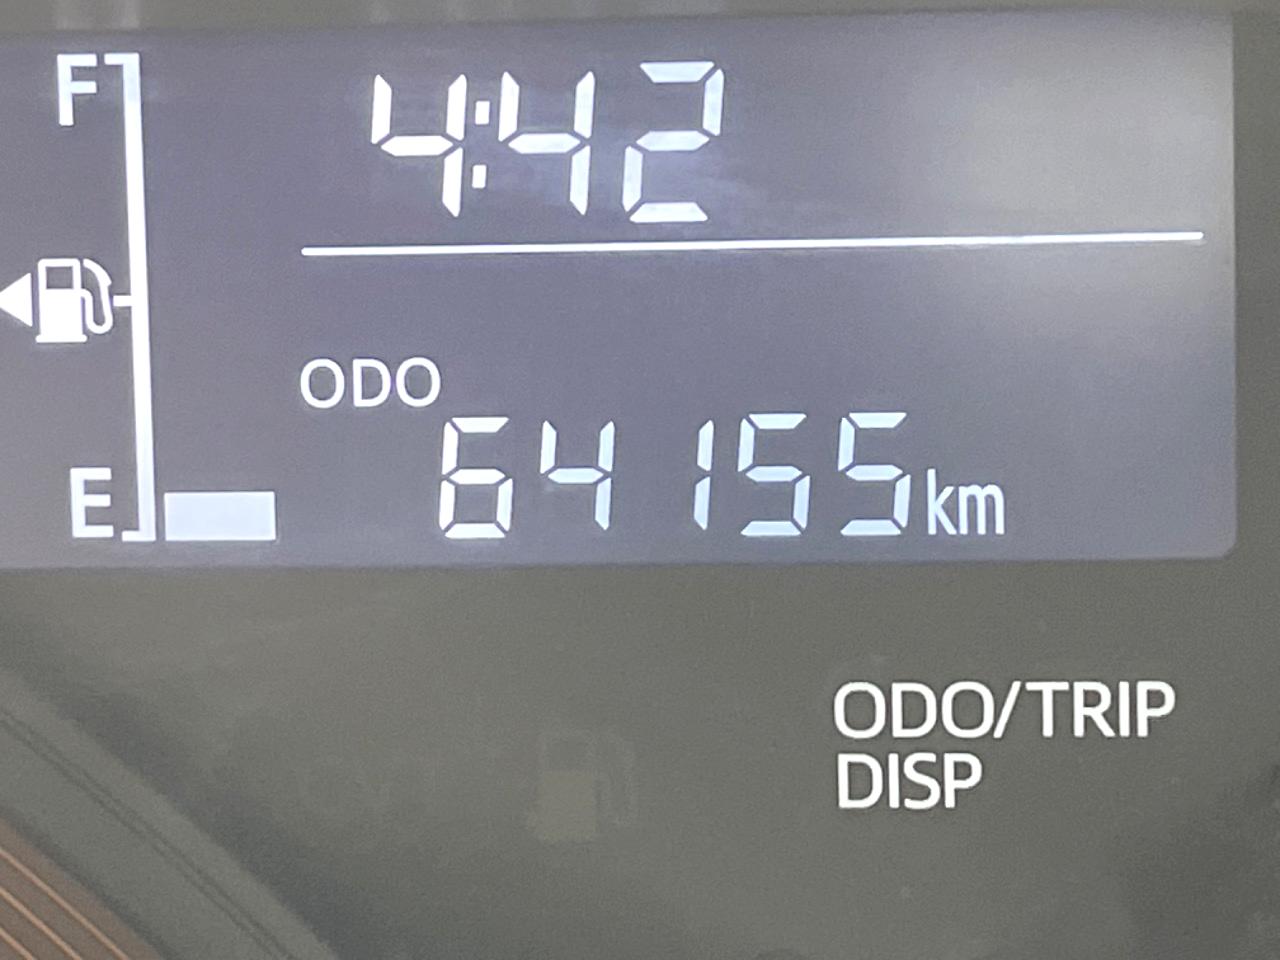 F
4:42
ODO
64155km
E
ODO/TRIP
DISP